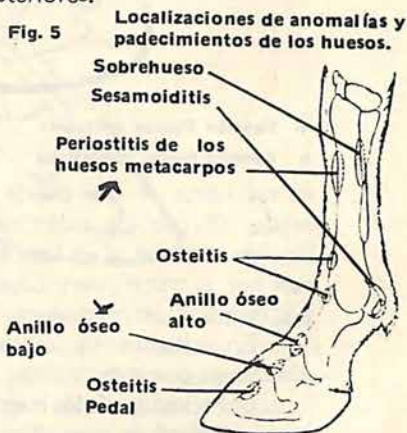 Fig. 5
Localizaciones de anomalías y
padecimientos de los huesos.
Sobrehueso
Sesamoiditis
Periostitis de los
huesos metacarpos
Osteitis
Anillo óseo
alto
Anillo óseo
bajo
Osteitis
Pedal